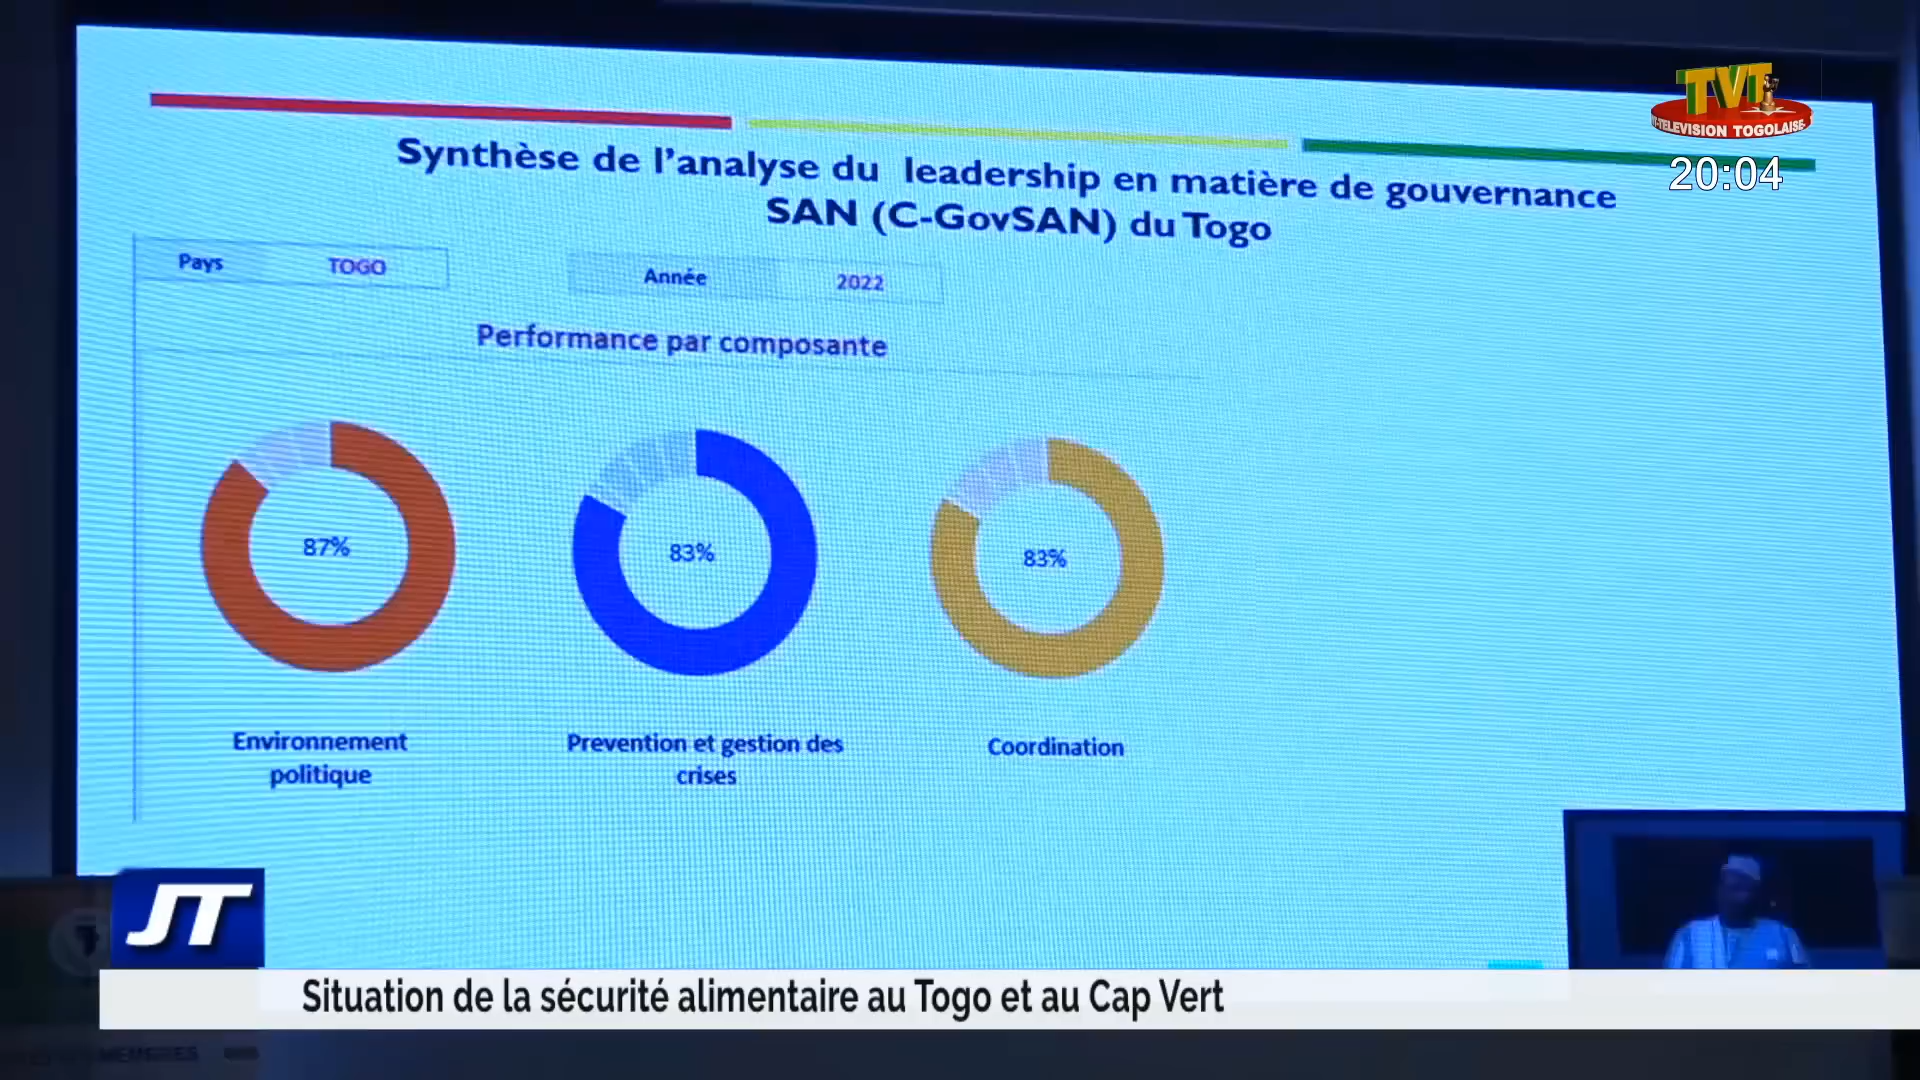 TVT
TELEVISION TOGOLAISE
20:04
Synthèse de l'analyse du leadership en matière de gouvernance
SAN (C-GovSAN) du Togo
Pays TOGO Année 2022
Performance par composante
87% 83% 83%
Environnement
politique
Prevention et gestion des
crises
Coordination
JT
Situation de la sécurité alimentaire au Togo et au Cap Vert